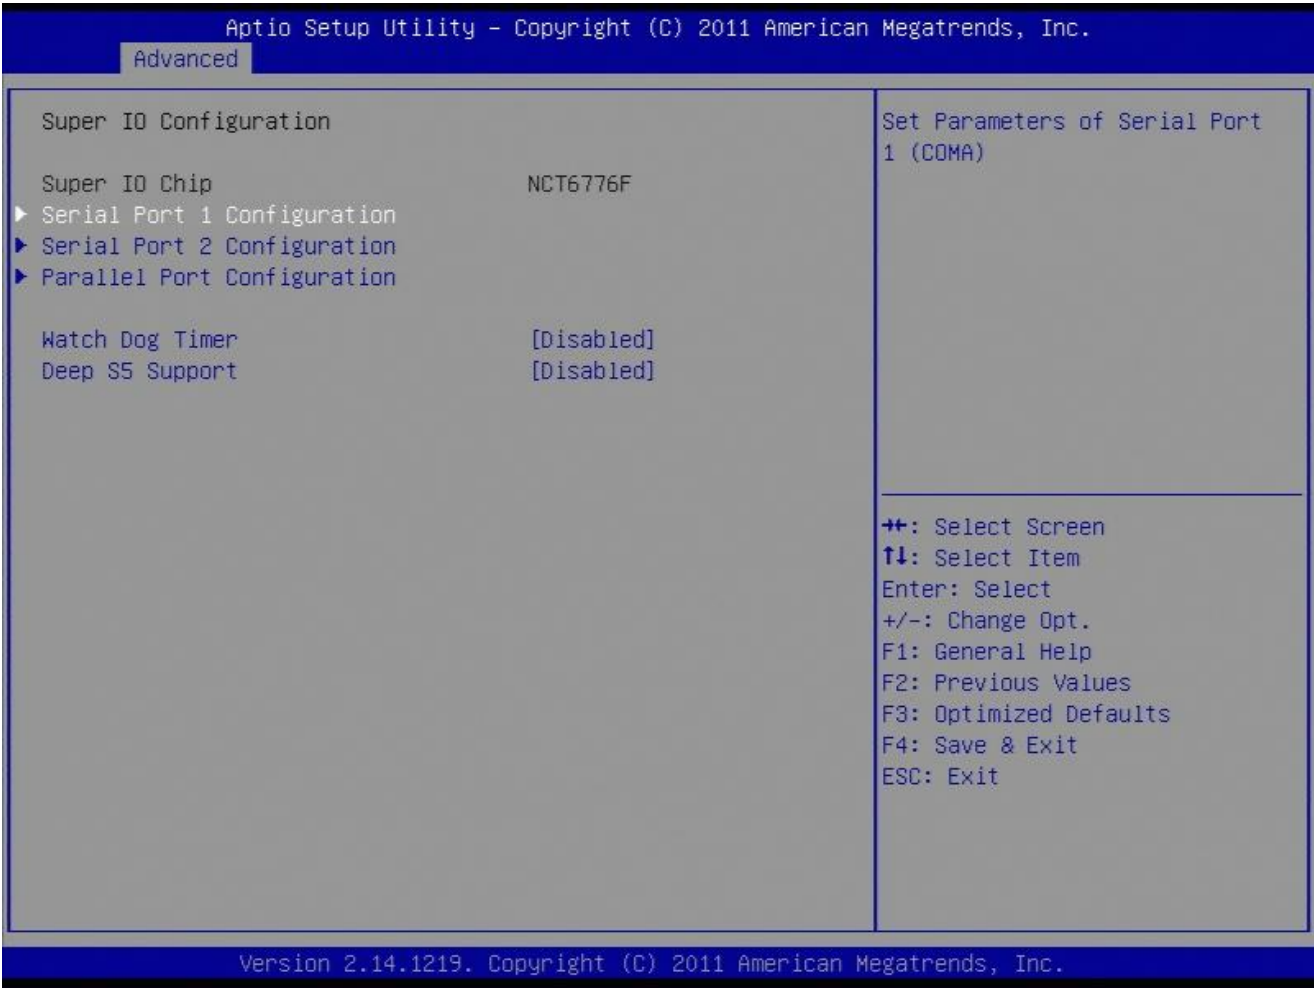 Aptio Setup Utility – Copyright (C) 2011 American Megatrends, Inc.
Advanced
Super IO Configuration
Super IO Chip NCT6776F
Serial Port 1 Configuration
Serial Port 2 Configuration
Parallel Port Configuration
Watch Dog Timer [Disabled]
Deep S5 Support [Disabled]
Set Parameters of Serial Port
1 (COMA)
→←: Select Screen
↑↓: Select Item
Enter: Select
+/-: Change Opt.
F1: General Help
F2: Previous Values
F3: Optimized Defaults
F4: Save & Exit
ESC: Exit
Version 2.14.1219. Copyright (C) 2011 American Megatrends, Inc.